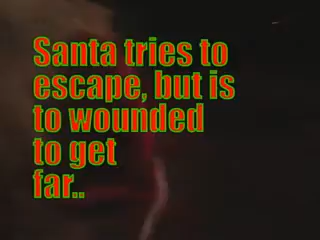 Santa tries to
escape, but is
to wounded
to get
far..